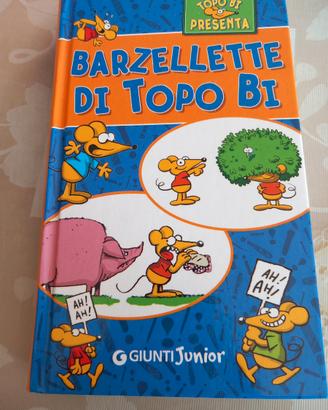 TOPO BI
PRESENTA
BARZELLETTE
DI TOPO BI
AH!
AH!
AH!
AH!
GIUNTI Junior